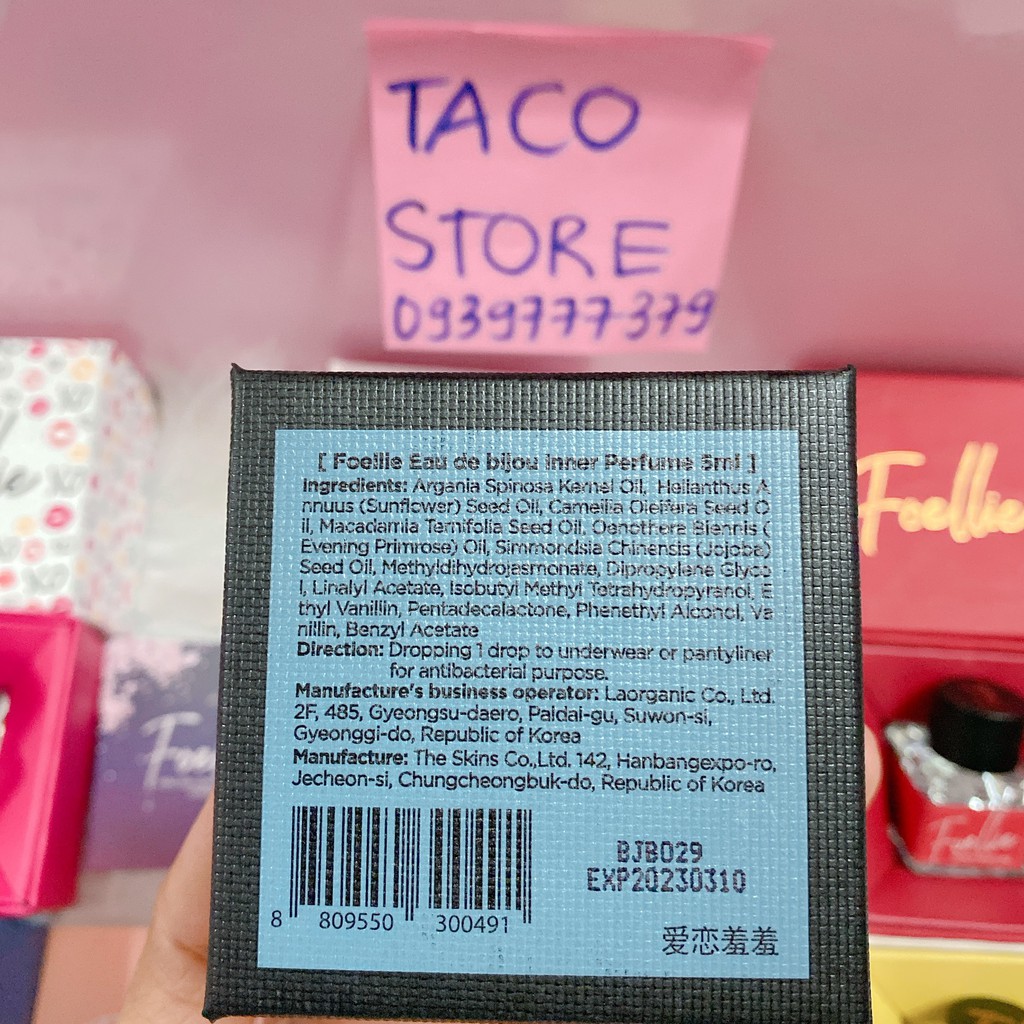 TACO
STORE
0939777379
[ Foellie Eau de bijou Inner Perfume 5ml ]
Ingredients: Argania Spinosa Kernel Oil, Helianthus A
nnuus (Sunflower) Seed Oil, Camellia Oleifera Seed O
il, Macadamia Ternifolia Seed Oil, Oenothera Biennis (
Evening Primrose) Oil, Simmondsia Chinensis (Jojoba)
Seed Oil, Methyldihydrojasmonate, Dipropylene Glyco
l, Linalyl Acetate, Isobutyl Methyl Tetrahydropyranol, E
thyl Vanillin, Pentadecalactone, Phenethyl Alcohol, Va
nillin, Benzyl Acetate
Direction: Dropping 1 drop to underwear or pantyliner
for antibacterial purpose.
Manufacture's business operator: Laorganic Co., Ltd.
2F, 485, Gyeongsu-daero, Paldal-gu, Suwon-si,
Gyeonggi-do, Republic of Korea
Manufacture: The Skins Co.,Ltd. 142, Hanbangexpo-ro,
Jecheon-si, Chungcheongbuk-do, Republic of Korea
BJB029
EXP20230310
8 809550 300491
爱恋羞羞
Foellie
Foellie